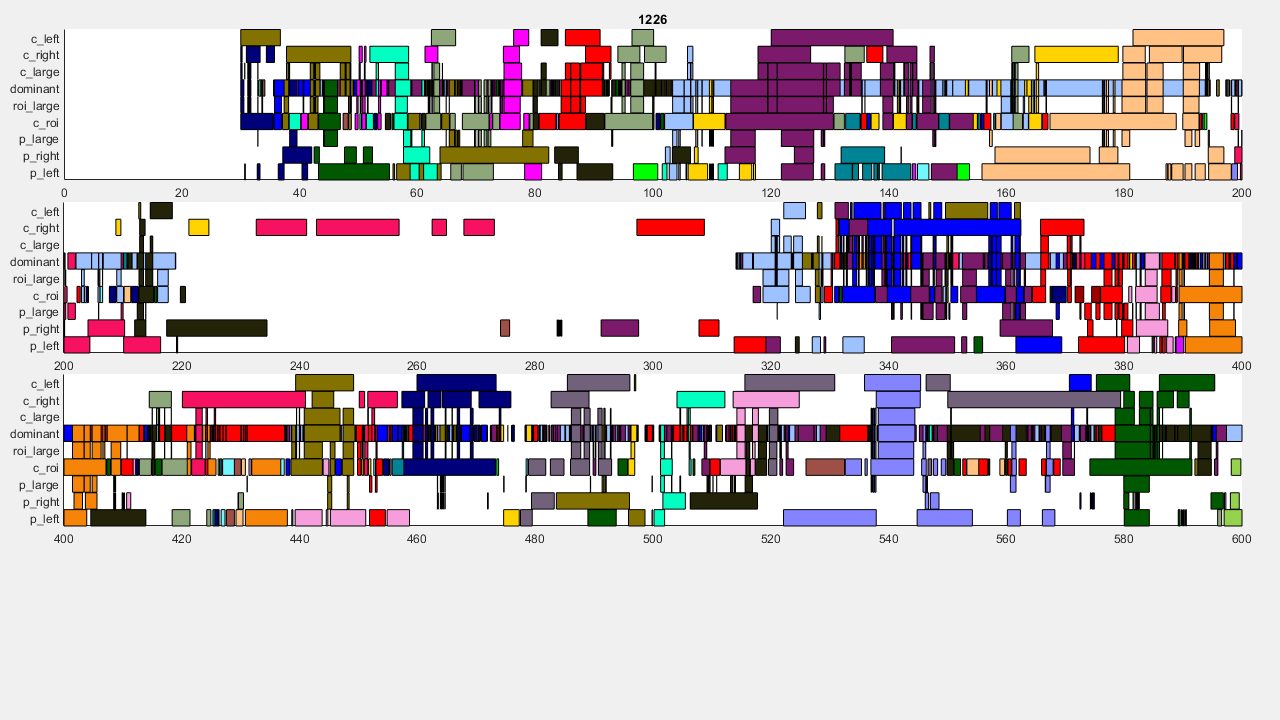 1226
c_left
c_right
c_large
dominant
roi_large
c_roi
p_large
p_right
p_left
0 20 40 60 80 100 120 140 160 180 200
c_left
c_right
c_large
dominant
roi_large
c_roi
p_large
p_right
p_left
200 220 240 260 280 300 320 340 360 380 400
c_left
c_right
c_large
dominant
roi_large
c_roi
p_large
p_right
p_left
400 420 440 460 480 500 520 540 560 580 600